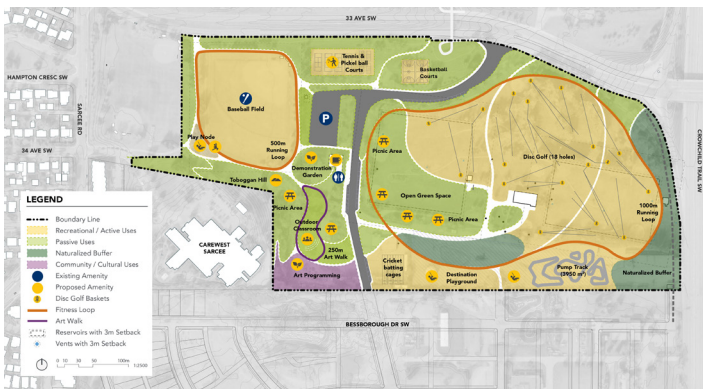 33 AVE SW
HAMPTON CRESC SW
SARCEE RD
34 AVE SW
CROWCHILD TRAIL SW
Tennis &
Pickel ball
Courts
Basketball
Courts
Baseball Field
P
Play Node
500m
Running
Loop
Demonstration
Garden
Toboggan Hill
Picnic Area
Disc Golf (18 holes)
Open Green Space
Picnic Area
1000m
Running
Loop
Picnic Area
Outdoor
Classroom
250m
Art Walk
Art Programming
CAREWEST
SARCEE
Cricket
batting
cages
Destination
Playground
Pump Track
(3950 m²)
Naturalized Buffer
BESSBOROUGH DR SW
LEGEND
Boundary Line
Recreational / Active Uses
Passive Uses
Naturalized Buffer
Community / Cultural Uses
Existing Amenity
Proposed Amenity
Disc Golf Baskets
Fitness Loop
Art Walk
Reservoirs with 3m Setback
Vents with 3m Setback
0 10 30 50 100m
1:2500